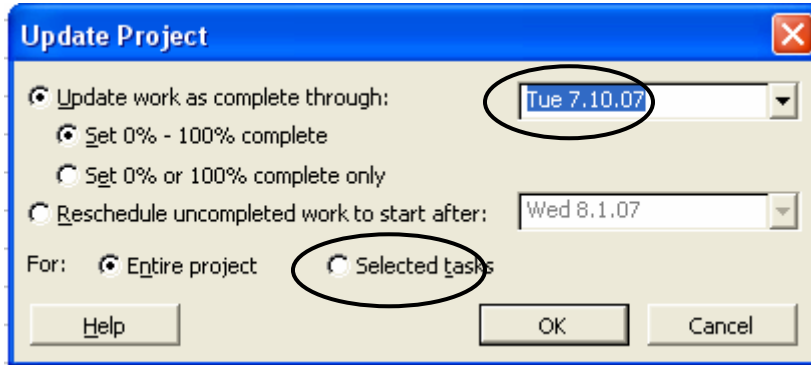 Update Project
Update work as complete through: Tue 7.10.07
Set 0% - 100% complete
Set 0% or 100% complete only
Reschedule uncompleted work to start after: Wed 8.1.07
For: Entire project Selected tasks
Help OK Cancel